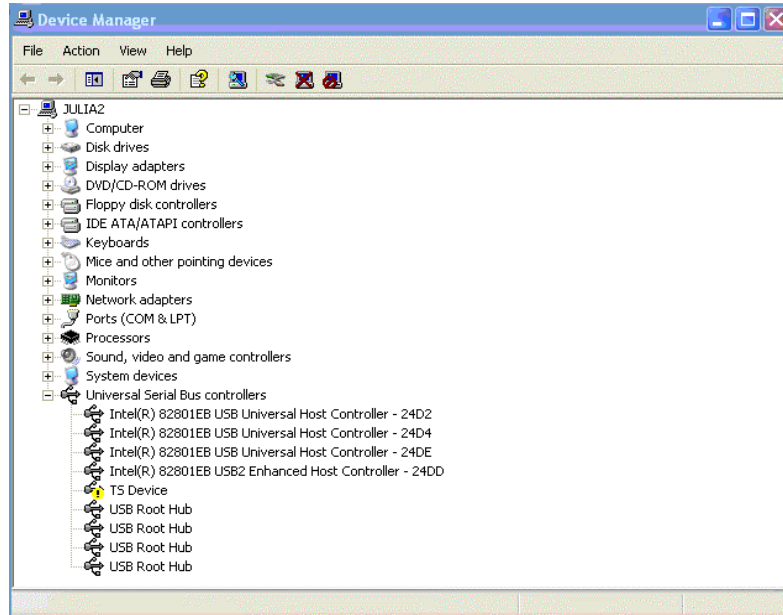 Device Manager
File Action View Help
JULIA2
Computer
Disk drives
Display adapters
DVD/CD-ROM drives
Floppy disk controllers
IDE ATA/ATAPI controllers
Keyboards
Mice and other pointing devices
Monitors
Network adapters
Ports (COM & LPT)
Processors
Sound, video and game controllers
System devices
Universal Serial Bus controllers
Intel(R) 82801EB USB Universal Host Controller - 24D2
Intel(R) 82801EB USB Universal Host Controller - 24D4
Intel(R) 82801EB USB Universal Host Controller - 24DE
Intel(R) 82801EB USB2 Enhanced Host Controller - 24DD
TS Device
USB Root Hub
USB Root Hub
USB Root Hub
USB Root Hub